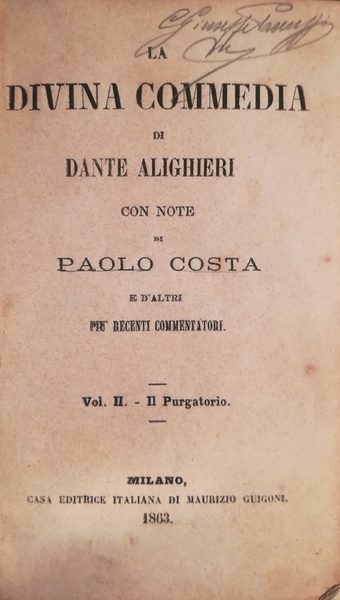 Giuseppe
LA
DIVINA COMMEDIA
DI
DANTE ALIGHIERI
CON NOTE
DI
PAOLO COSTA
E D'ALTRI
PIU' RECENTI COMMENTATORI.
Vol. II. - Il Purgatorio.
MILANO,
CASA EDITRICE ITALIANA DI MAURIZIO GUIGONI.
1863.